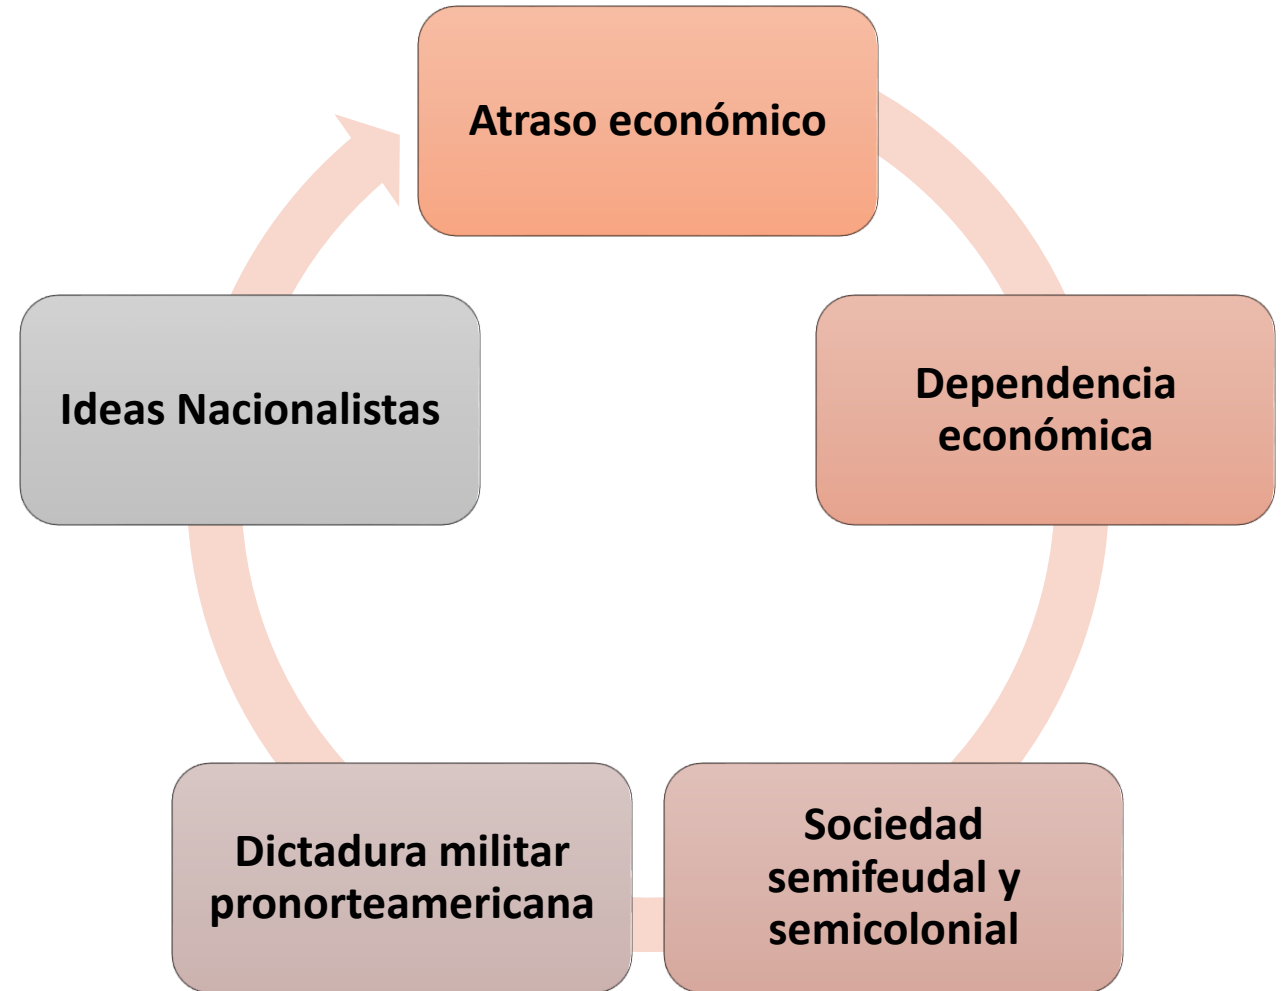 Atraso económico
Dependencia
económica
Sociedad
semifeudal y
semicolonial
Dictadura militar
pronorteamericana
Ideas Nacionalistas